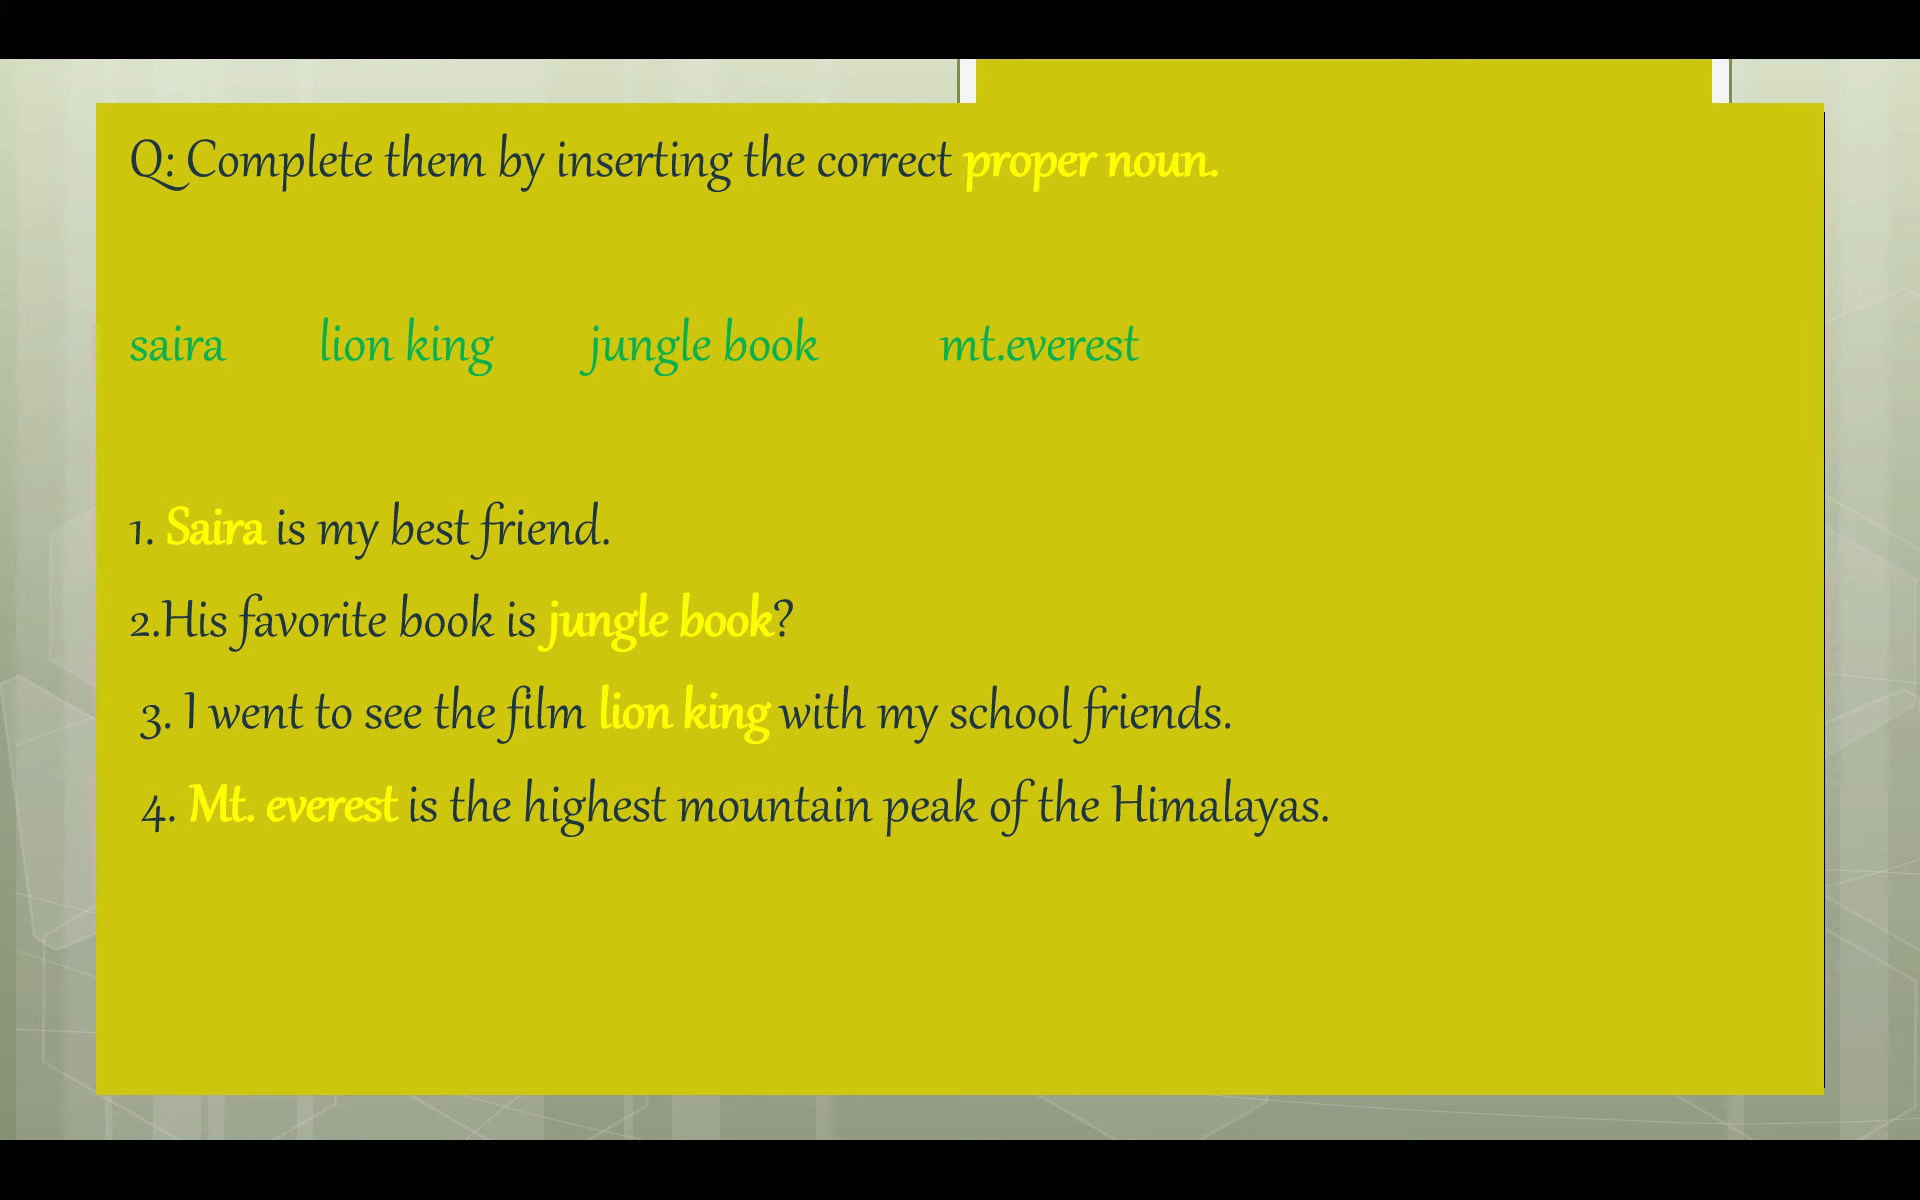 Q: Complete them by inserting the correct proper noun.
saira lion king jungle book mt.everest
1. Saira is my best friend.
2.His favorite book is jungle book?
3. I went to see the film lion king with my school friends.
4. Mt. everest is the highest mountain peak of the Himalayas.